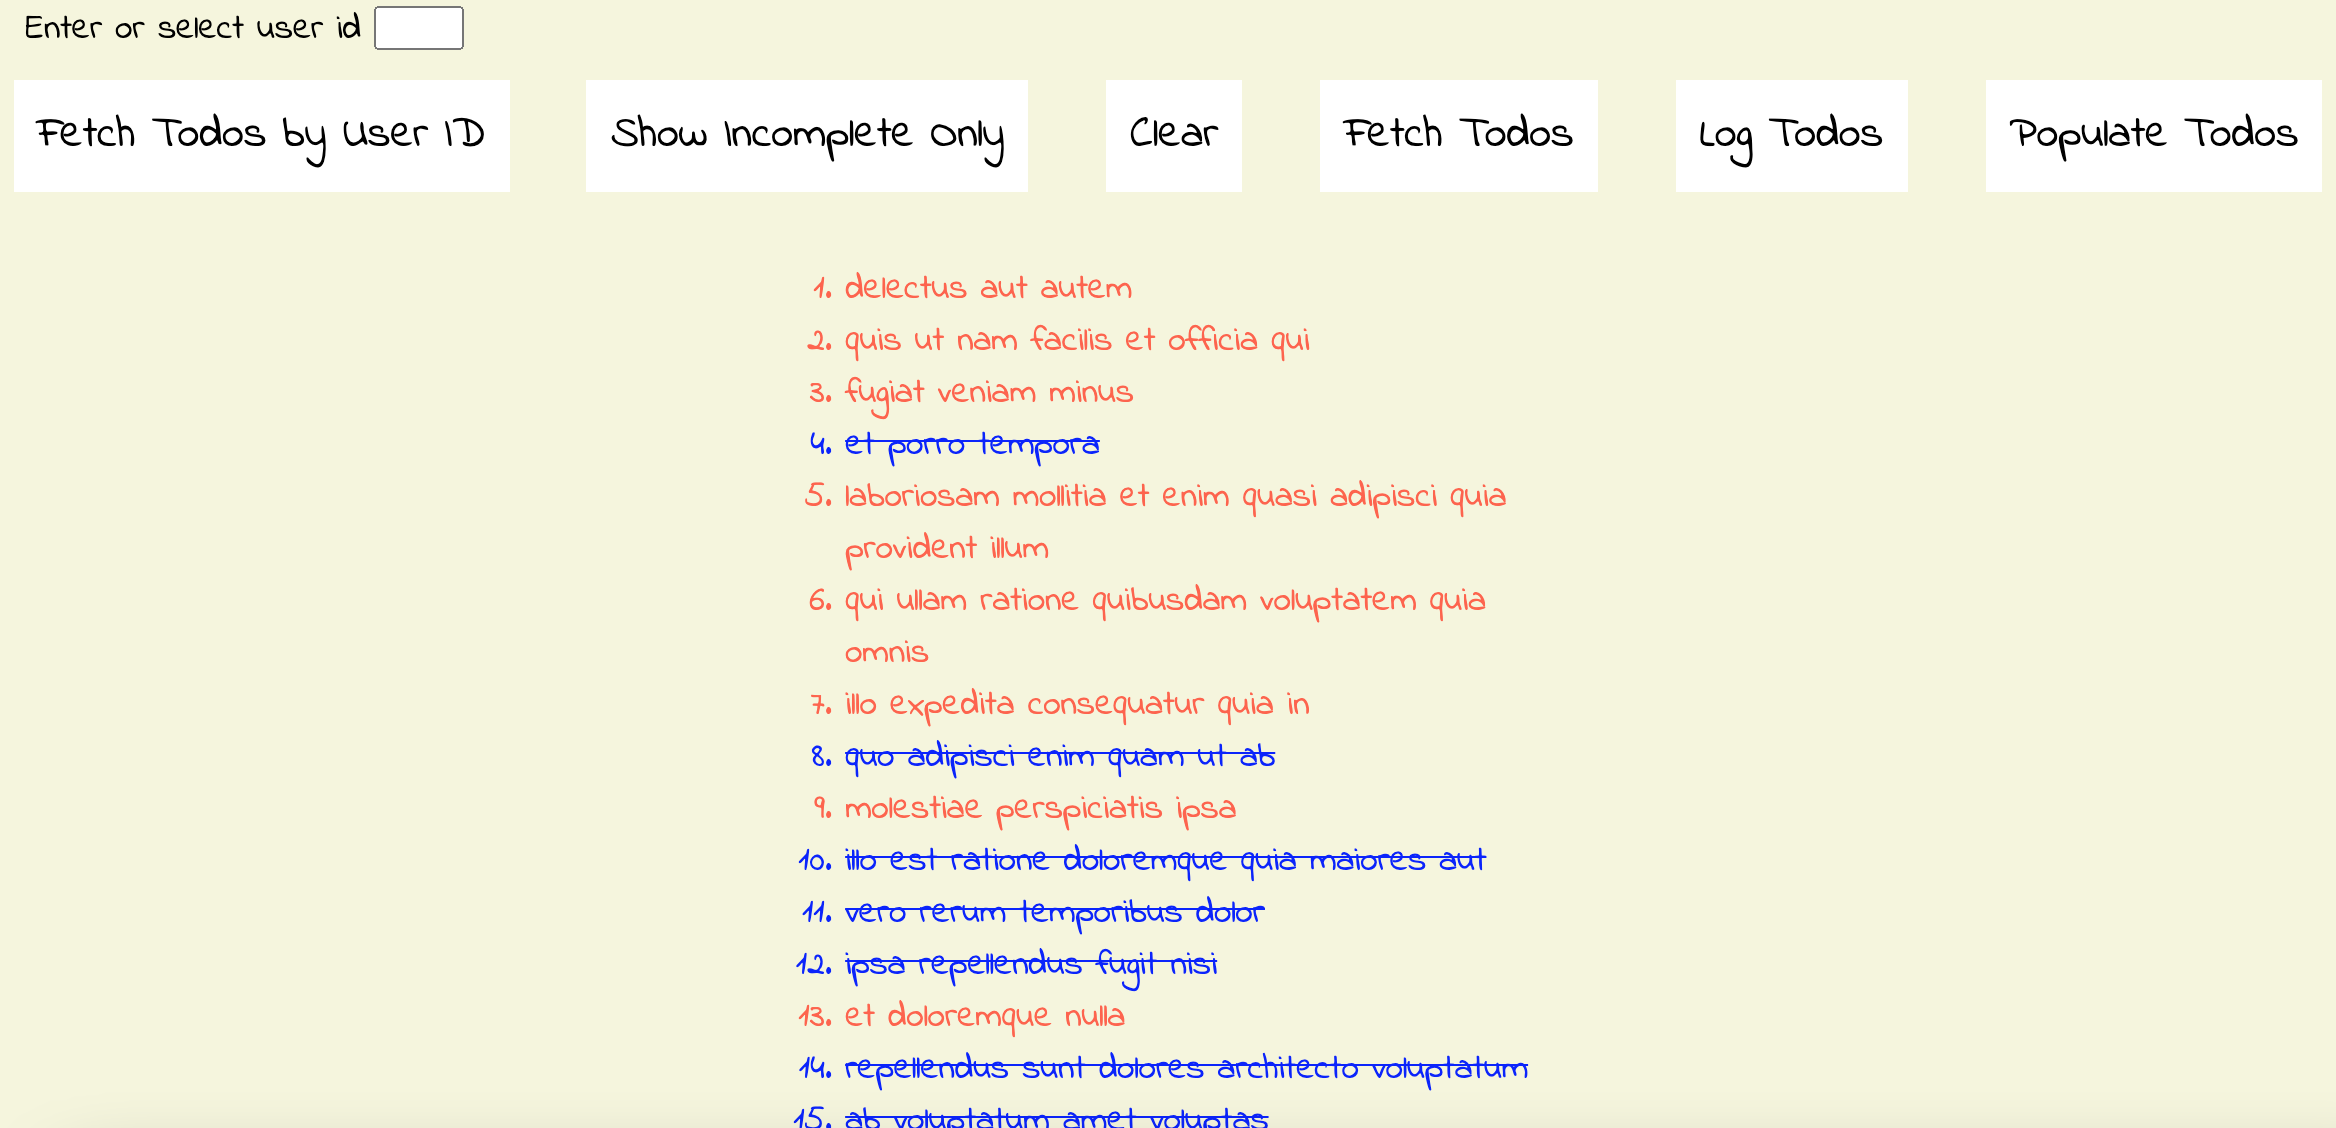 Enter or select user id
Fetch Todos by User ID
Show Incomplete Only
Clear
Fetch Todos
Log Todos
Populate Todos
1. delectus aut autem
2. quis ut nam facilis et officia qui
3. fugiat veniam minus
4. et porro tempora
5. laboriosam mollitia et enim quasi adipisci quia
provident illum
6. qui ullam ratione quibusdam voluptatem quia
omnis
7. illo expedita consequatur quia in
8. quo adipisci enim quam ut ab
9. molestiae perspiciatis ipsa
10. illo est ratione doloremque quia maiores aut
11. vero rerum temporibus dolor
12. ipsa repellendus fugit nisi
13. et doloremque nulla
14. repellendus sunt dolores architecto voluptatum
15. ab voluptatum amet voluptas